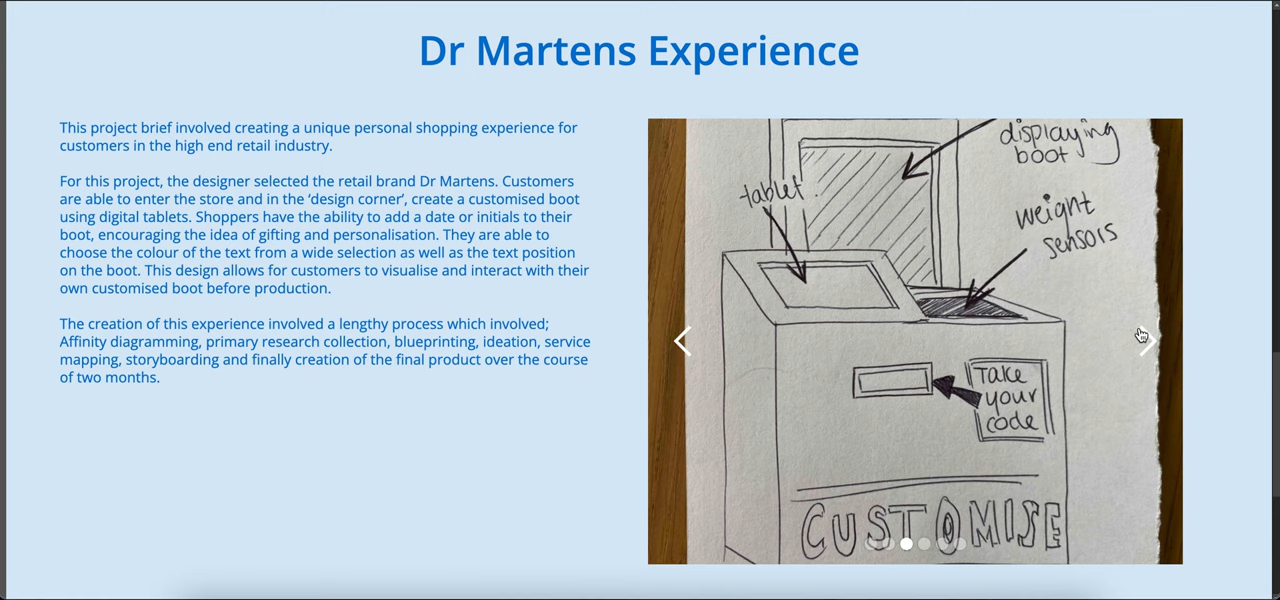 Dr Martens Experience
This project brief involved creating a unique personal shopping experience for
customers in the high end retail industry.
For this project, the designer selected the retail brand Dr Martens. Customers
are able to enter the store and in the ‘design corner’, create a customised boot
using digital tablets. Shoppers have the ability to add a date or initials to their
boot, encouraging the idea of gifting and personalisation. They are able to
choose the colour of the text from a wide selection as well as the text position
on the boot. This design allows for customers to visualise and interact with their
own customised boot before production.
The creation of this experience involved a lengthy process which involved;
Affinity diagramming, primary research collection, blueprinting, ideation, service
mapping, storyboarding and finally creation of the final product over the course
of two months.
displaying
boot
tablet.
weight
sensors
Take
your
code
CUSTOMISE